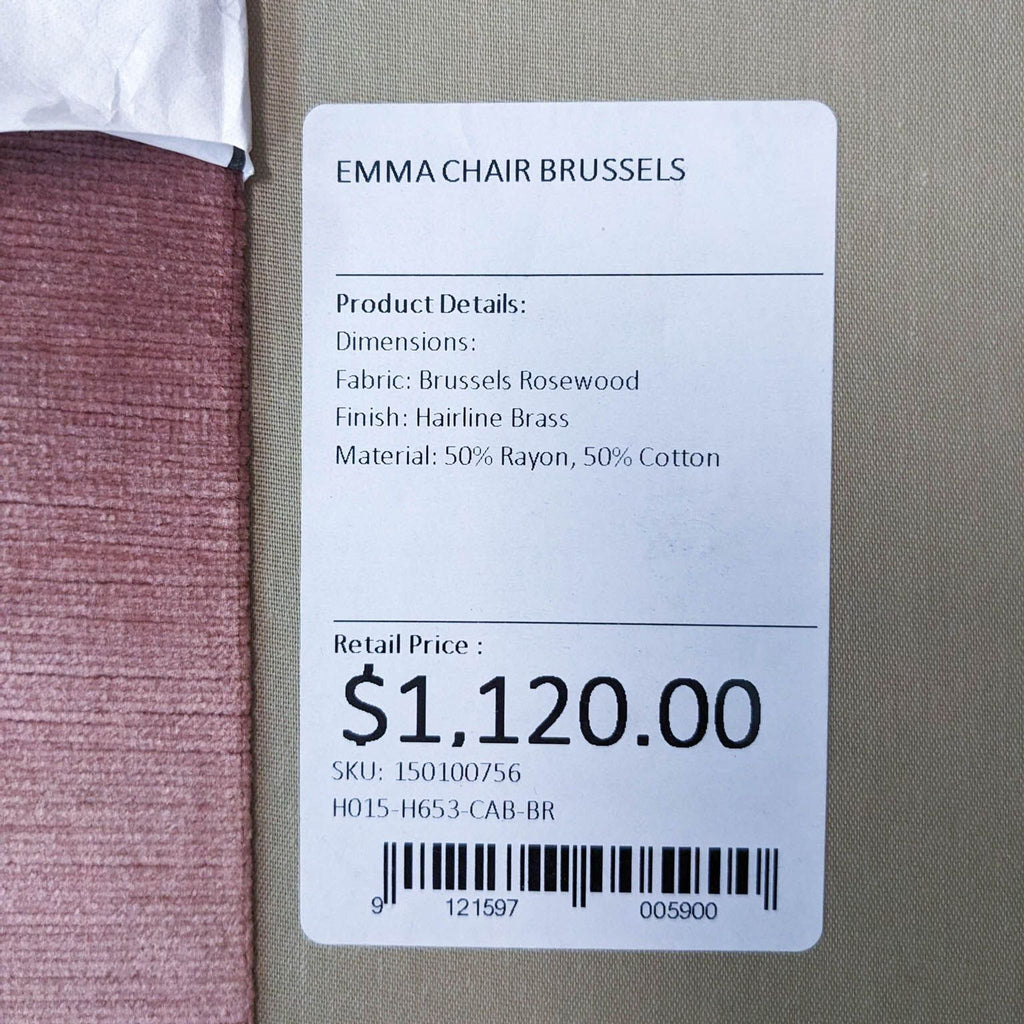 EMMA CHAIR BRUSSELS
Product Details:
Dimensions:
Fabric: Brussels Rosewood
Finish: Hairline Brass
Material: 50% Rayon, 50% Cotton
Retail Price :
$1,120.00
SKU: 150100756
H015-H653-CAB-BR
9 121597 005900